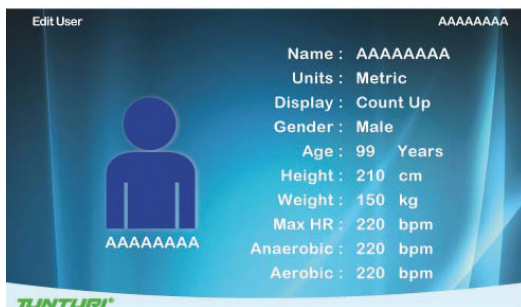 Edit User
AAAAAAAA
Name : AAAAAAAA
Units : Metric
Display : Count Up
Gender : Male
Age : 99 Years
Height : 210 cm
Weight : 150 kg
Max HR : 220 bpm
Anaerobic : 220 bpm
Aerobic : 220 bpm
AAAAAAAA
TUNTURI®